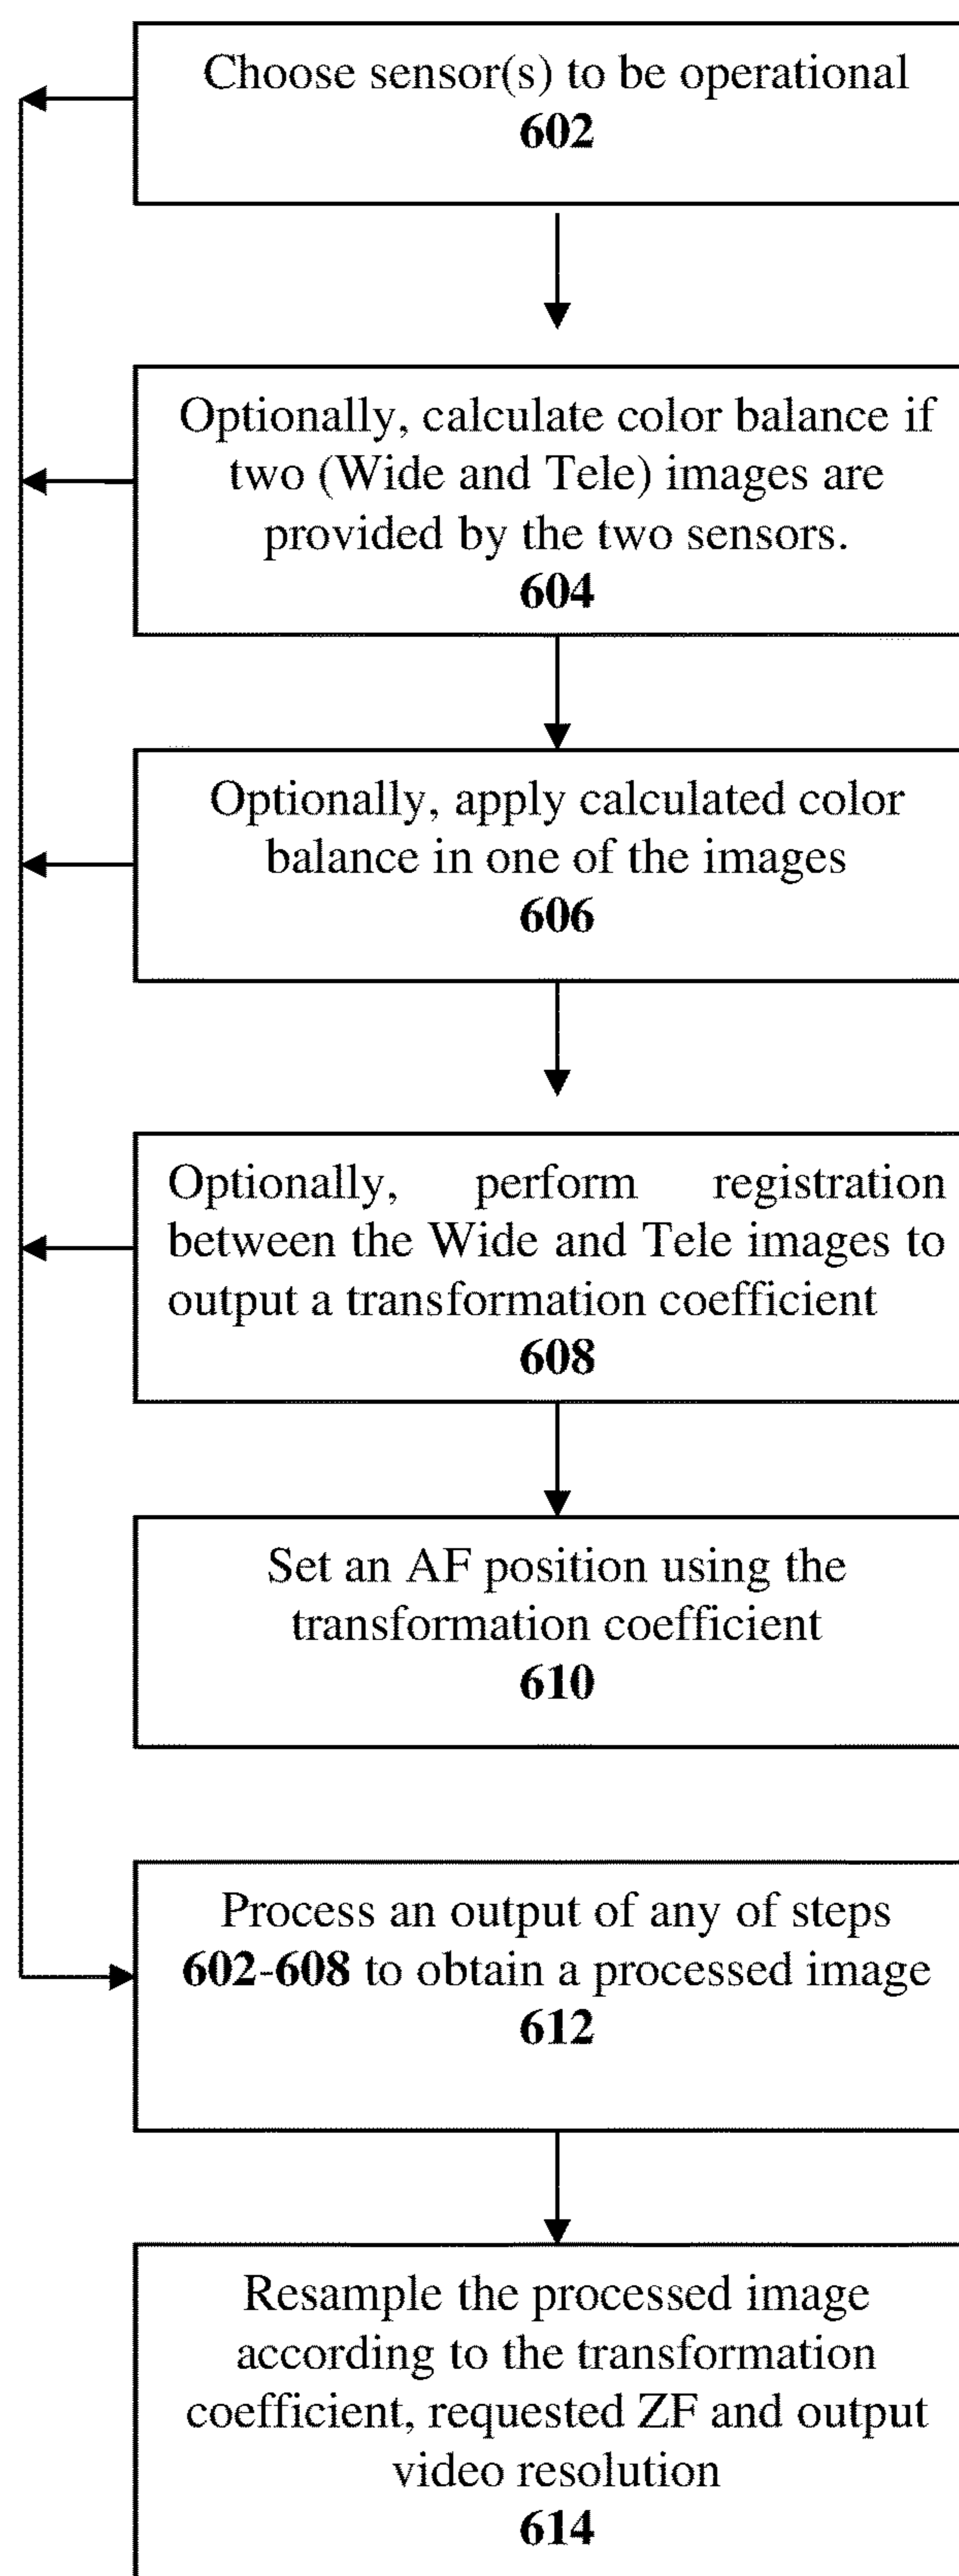 Choose sensor(s) to be operational
602
Optionally, calculate color balance if
two (Wide and Tele) images are
provided by the two sensors.
604
Optionally, apply calculated color
balance in one of the images
606
Optionally, perform registration
between the Wide and Tele images to
output a transformation coefficient
608
Set an AF position using the
transformation coefficient
610
Process an output of any of steps
602-608 to obtain a processed image
612
Resample the processed image
according to the transformation
coefficient, requested ZF and output
video resolution
614